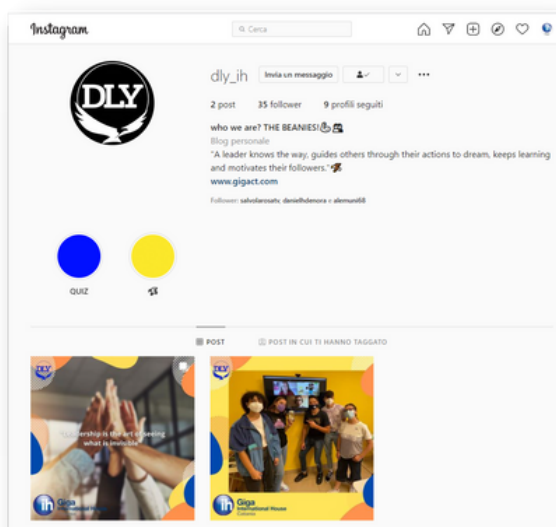 Instagram
Cerca
dly_ih
Invia un messaggio
2 post 35 follower 9 profili seguiti
who we are? THE BEANIES!
Blog personale
"A leader knows the way, guides others through their actions to dream, keeps learning
and motivates their followers."
www.gigact.com
Follower: salvolarosatv, danielhdenora e alemuni68
DLY
QUIZ
POST
POST IN CUI TI HANNO TAGGATO
DLY
"Leadership is the art of seeing
what is invisible"
ih Giga
International House
Catania
DLY
ih Giga
International House
Catania